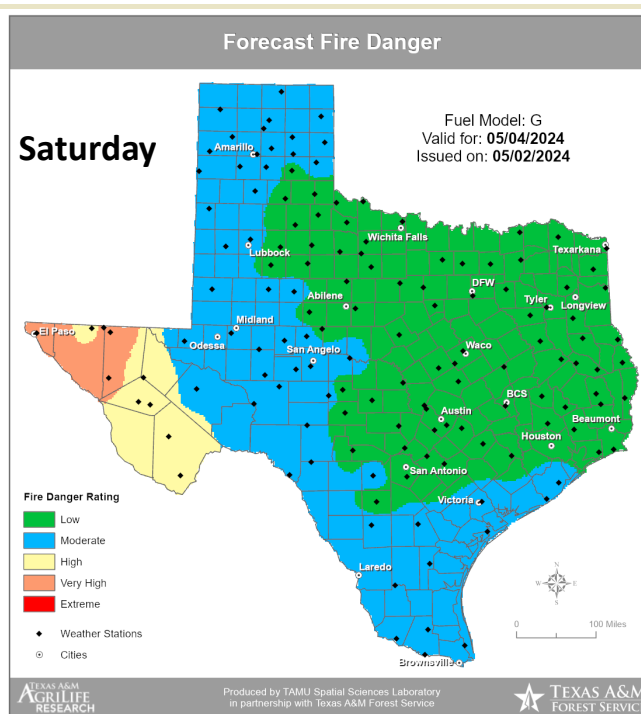 Forecast Fire Danger
Saturday
Fuel Model: G
Valid for: 05/04/2024
Issued on: 05/02/2024
Amarillo
Lubbock
Wichita Falls
Texarkana
DFW
Abilene
Tyler
Longview
Midland
El Paso
Odessa
San Angelo
Waco
BCS
Austin
Beaumont
Houston
San Antonio
Victoria
Laredo
Brownsville
Fire Danger Rating
Low
Moderate
High
Very High
Extreme
Weather Stations
Cities
N
W
E
S
0
100 Miles
TEXAS A&M
AGRILIFE
RESEARCH
Produced by TAMU Spatial Sciences Laboratory
in partnership with Texas A&M Forest Service
TEXAS A&M
FOREST SERVICE